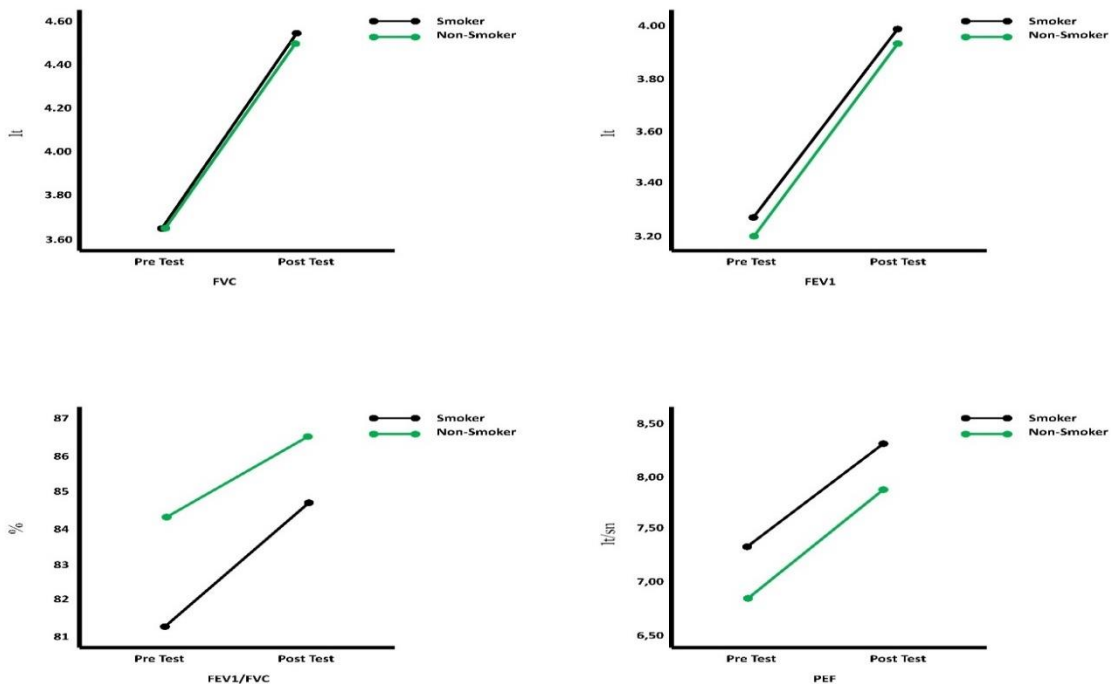 4.60
4.40
4.20
4.00
3.80
3.60
lt
Pre Test
Post Test
FVC
Smoker
Non-Smoker
4.00
3.80
3.60
3.40
3.20
lt
Pre Test
Post Test
FEV1
Smoker
Non-Smoker
87
86
85
84
83
82
81
%
Pre Test
Post Test
FEV1/FVC
Smoker
Non-Smoker
8,50
8,00
7,50
7,00
6,50
lt/sn
Pre Test
Post Test
PEF
Smoker
Non-Smoker